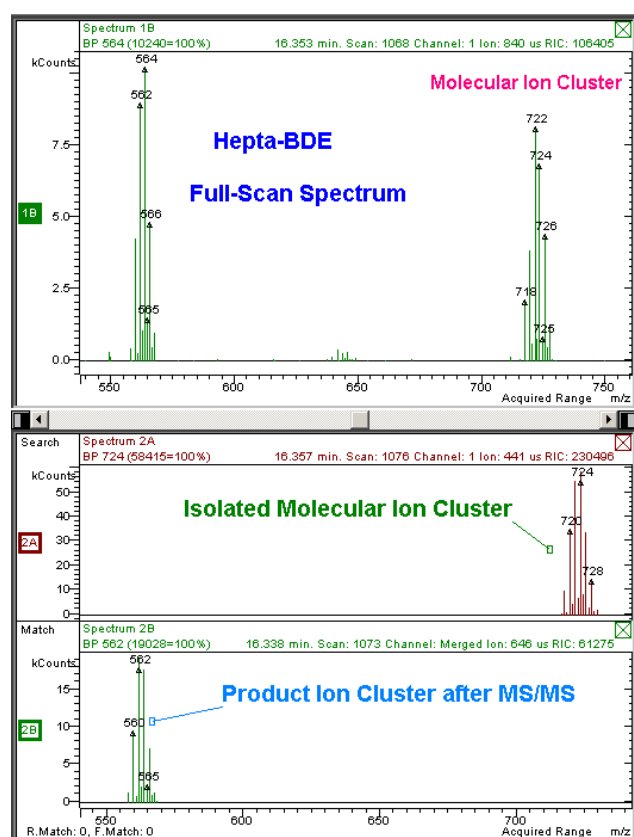 Spectrum 1B
BP 564 (10240=100%) 16.353 min. Scan: 1068 Channel: 1 Ion: 840 us RIC: 106405
kCounts
564
Molecular Ion Cluster
562
722
7.5
Hepta-BDE
724
Full-Scan Spectrum
1B
5.0
566
726
2.5
718
565
725
0.0
550 600 650 700 750
Acquired Range m/z
Search
Spectrum 2A
BP 724 (58415=100%) 16.357 min. Scan: 1076 Channel: 1 Ion: 441 us RIC: 230496
kCounts
724
50
Isolated Molecular Ion Cluster
40
720
2A
30
20
728
10
0
Match
Spectrum 2B
BP 562 (19028=100%) 16.338 min. Scan: 1073 Channel: Merged Ion: 646 us RIC: 61275
kCounts
562
15
Product Ion Cluster after MS/MS
560
10
2B
5
565
0
550 600 650 700
R.Match: 0, F.Match: 0
Acquired Range m/z